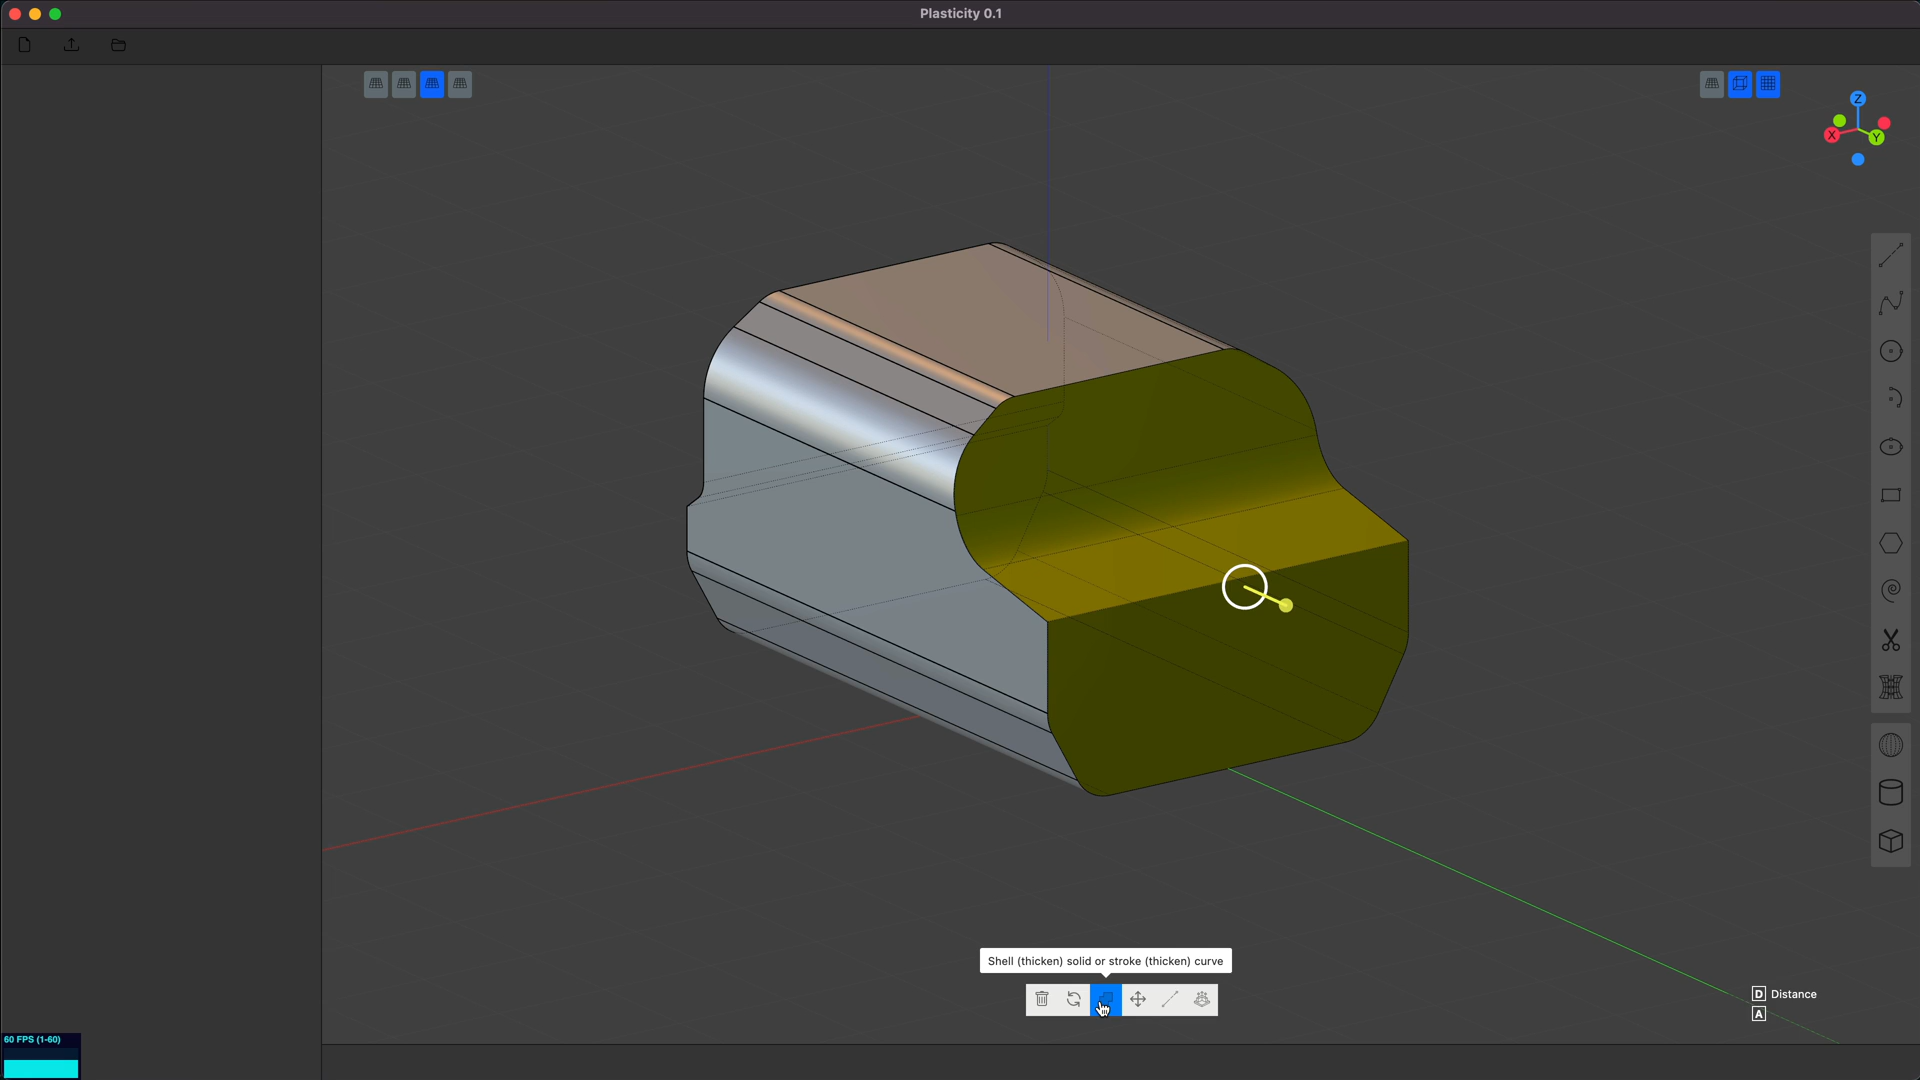 Plasticity 0.1
Z
X
Y
Shell (thicken) solid or stroke (thicken) curve
D Distance
A
60 FPS (1-60)